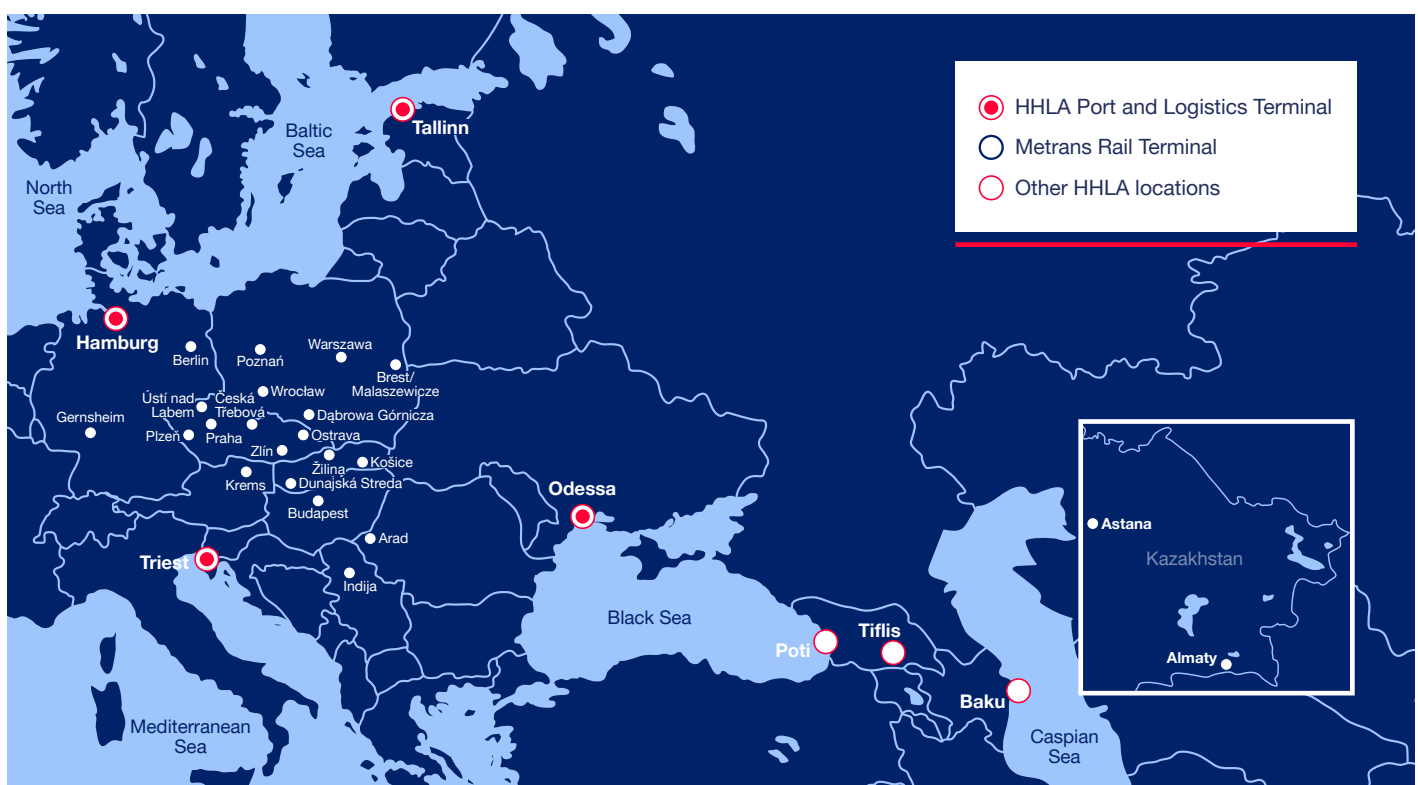 HHLA Port and Logistics Terminal
Metrans Rail Terminal
Other HHLA locations
Baltic
Sea
Tallinn
North
Sea
Hamburg
Berlin
Poznań
Warszawa
Brest/
Malaszewicze
Wrocław
Ústí nad
Labem
Česká
Třebová
Dąbrowa Górnicza
Gernsheim
Plzeň
Praha
Ostrava
Zlín
Žilina
Košice
Krems
Dunajská Streda
Budapest
Odessa
Arad
Triest
Indija
Black Sea
Poti
Tiflis
Baku
Caspian
Sea
Mediterranean
Sea
Astana
Kazakhstan
Almaty